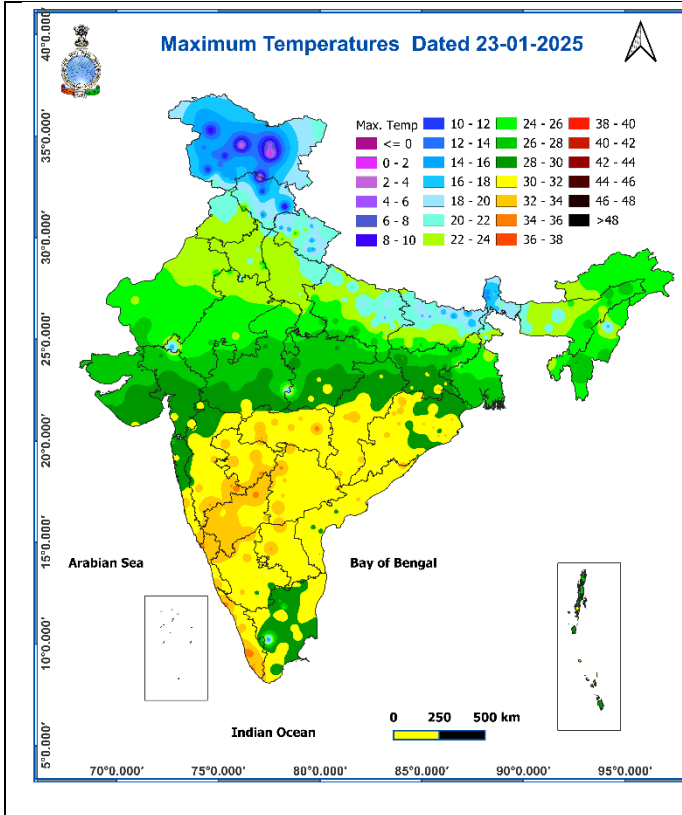 Maximum Temperatures Dated 23-01-2025
Max. Temp
<= 0
0 - 2
2 - 4
4 - 6
6 - 8
8 - 10
10 - 12
12 - 14
14 - 16
16 - 18
18 - 20
20 - 22
22 - 24
24 - 26
26 - 28
28 - 30
30 - 32
32 - 34
34 - 36
36 - 38
38 - 40
40 - 42
42 - 44
44 - 46
46 - 48
>48
40°0.000′
35°0.000′
30°0.000′
25°0.000′
20°0.000′
15°0.000′
10°0.000′
5°0.000′
Arabian Sea
Bay of Bengal
Indian Ocean
0 250 500 km
70°0.000′ 75°0.000′ 80°0.000′ 85°0.000′ 90°0.000′ 95°0.000′